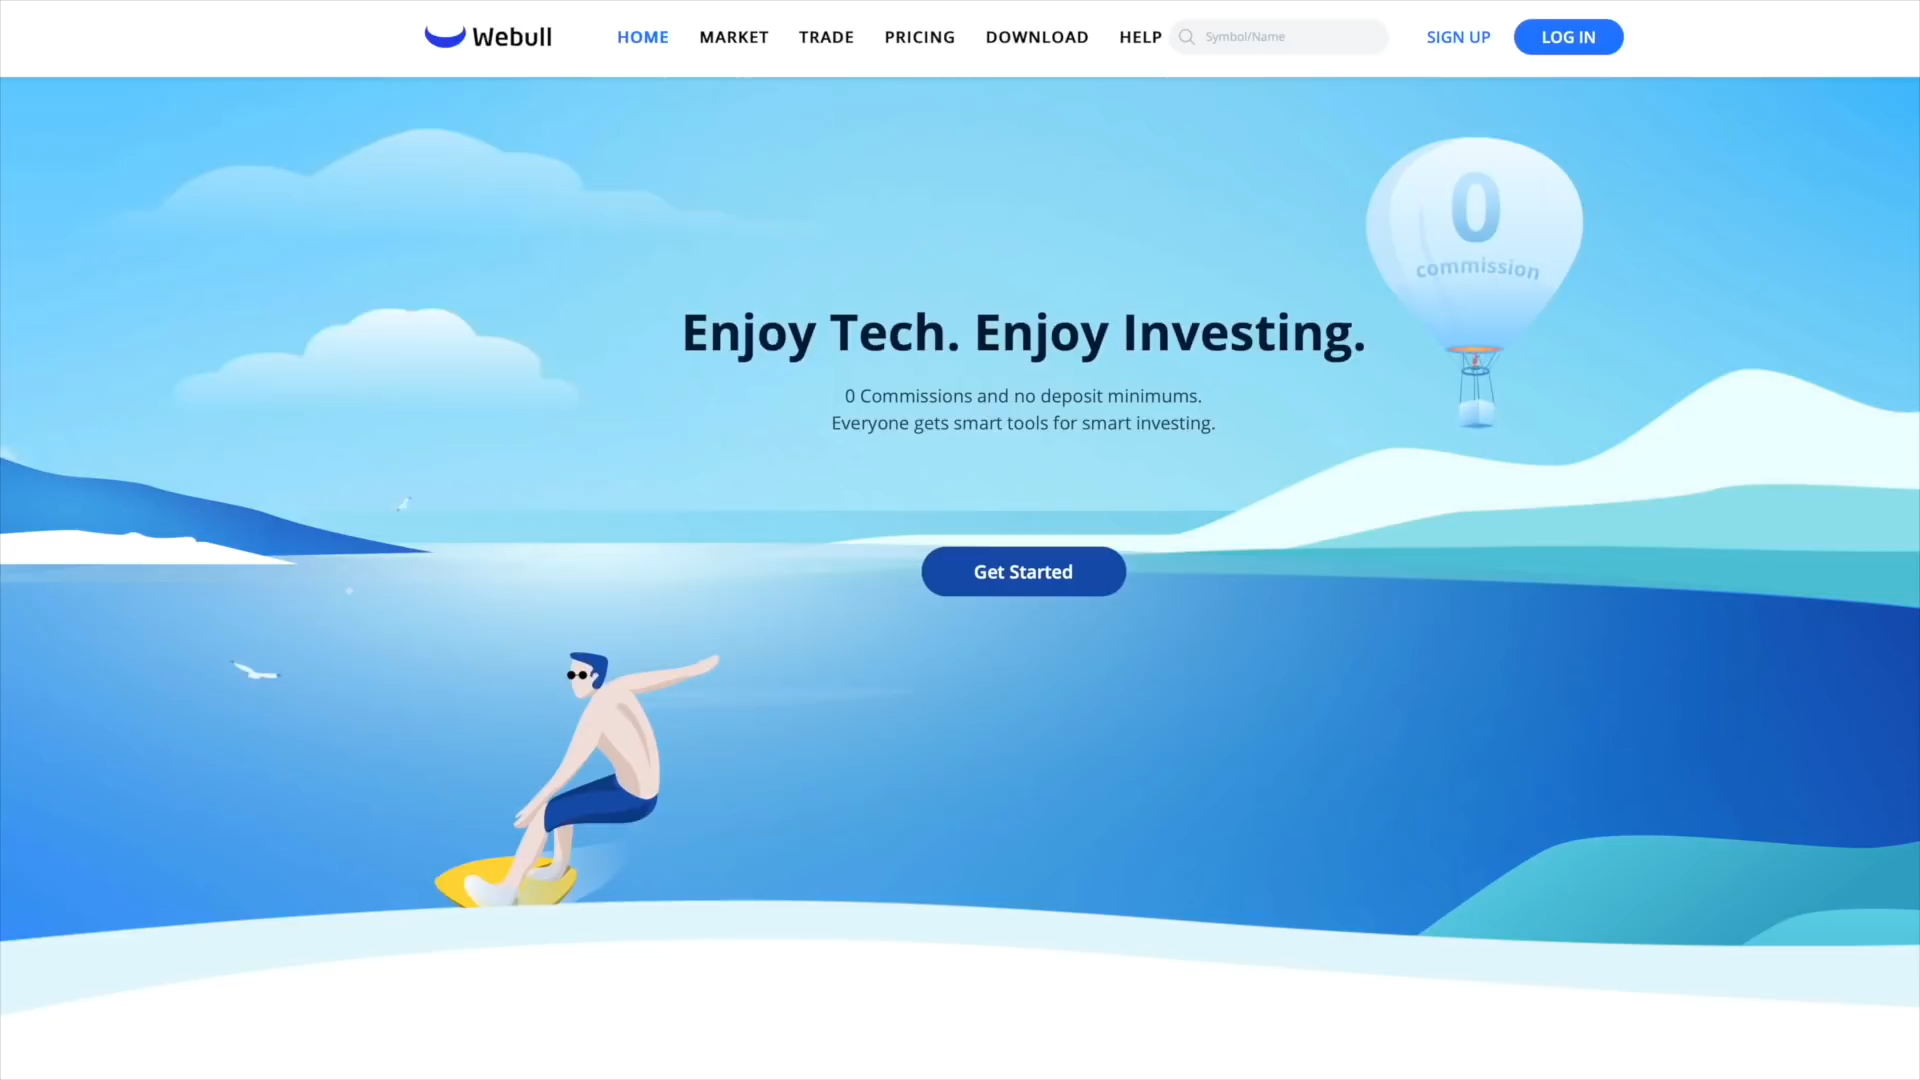 Webull
HOME
MARKET
TRADE
PRICING
DOWNLOAD
HELP
Symbol/Name
SIGN UP
LOG IN
0
commission
Enjoy Tech. Enjoy Investing.
0 Commissions and no deposit minimums.
Everyone gets smart tools for smart investing.
Get Started